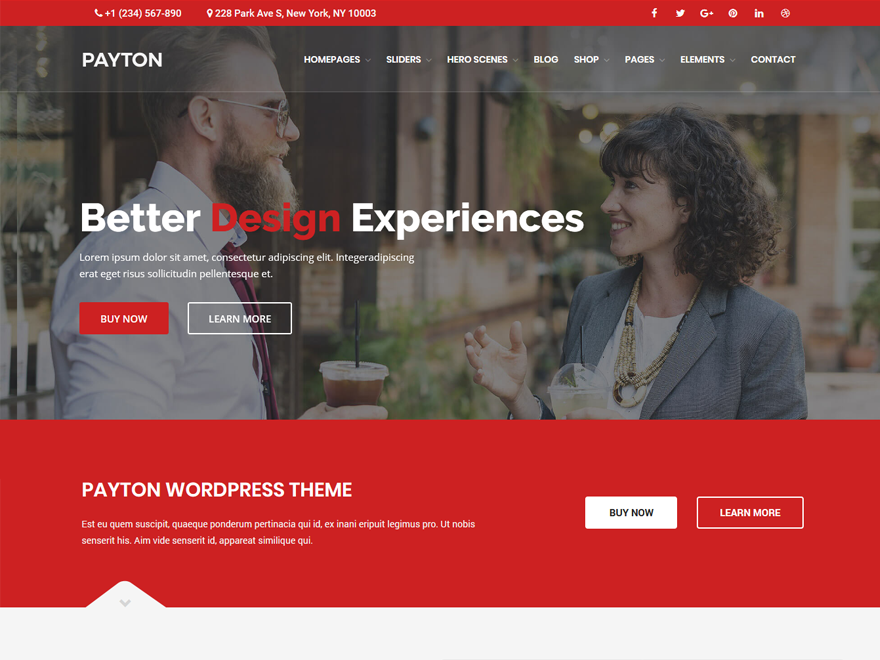 +1 (234) 567-890 228 Park Ave S, New York, NY 10003
PAYTON HOMEPAGES SLIDERS HERO SCENES BLOG SHOP PAGES ELEMENTS CONTACT
Better Design Experiences
Lorem ipsum dolor sit amet, consectetur adipiscing elit. Integeradipiscing
erat eget risus sollicitudin pellentesque et.
BUY NOW LEARN MORE
PAYTON WORDPRESS THEME
Est eu quem suscipit, quaeque ponderum pertinacia qui id, ex inani eripuit legimus pro. Ut nobis
senserit his. Aim vide senserit id, appareat similique qui.
BUY NOW LEARN MORE